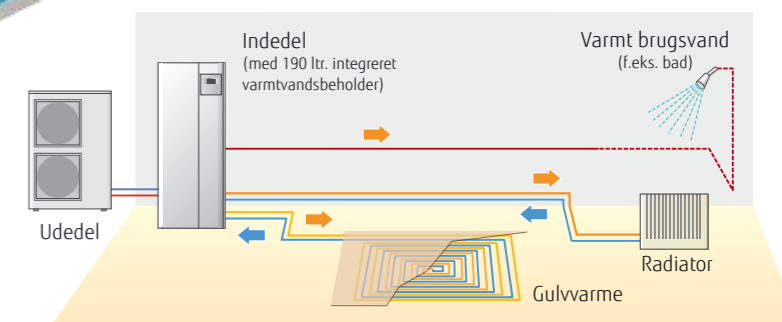 Indedel
(med 190 ltr. integreret
varmtvandsbeholder)
Varmt brugsvand
(f.eks. bad)
Udedel
Radiator
Gulvvarme